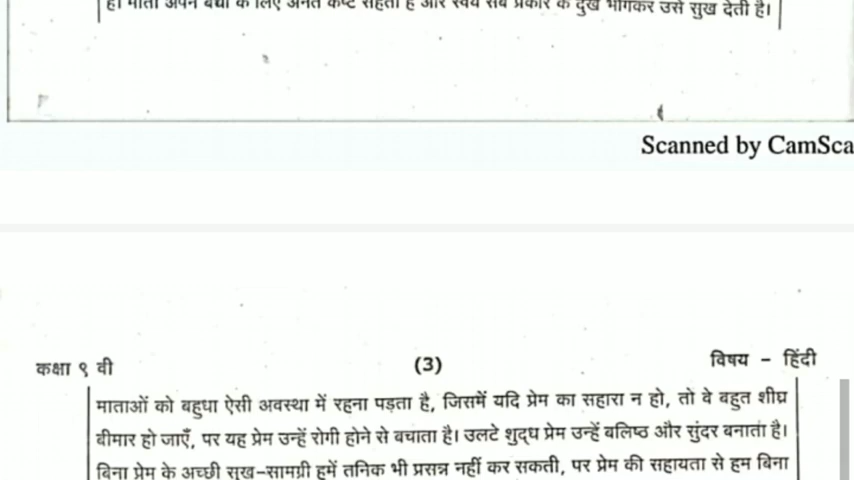 है। माता अपने बच्चों के लिए अनंत कष्ट सहती है और स्वयं सब प्रकार के दुख भोगकर उसे सुख देती है।
Scanned by CamSca
कक्षा ९ वी
(3)
विषय - हिंदी
माताओं को बहुधा ऐसी अवस्था में रहना पड़ता है, जिसमें यदि प्रेम का सहारा न हो, तो वे बहुत शीघ्र
बीमार हो जाएँ, पर यह प्रेम उन्हें रोगी होने से बचाता है। उलटे शुद्ध प्रेम उन्हें बलिष्ठ और सुंदर बनाता है।
बिना प्रेम के अच्छी सुख-सामग्री हमें तनिक भी प्रसन्न नहीं कर सकती, पर प्रेम की सहायता से हम बिना